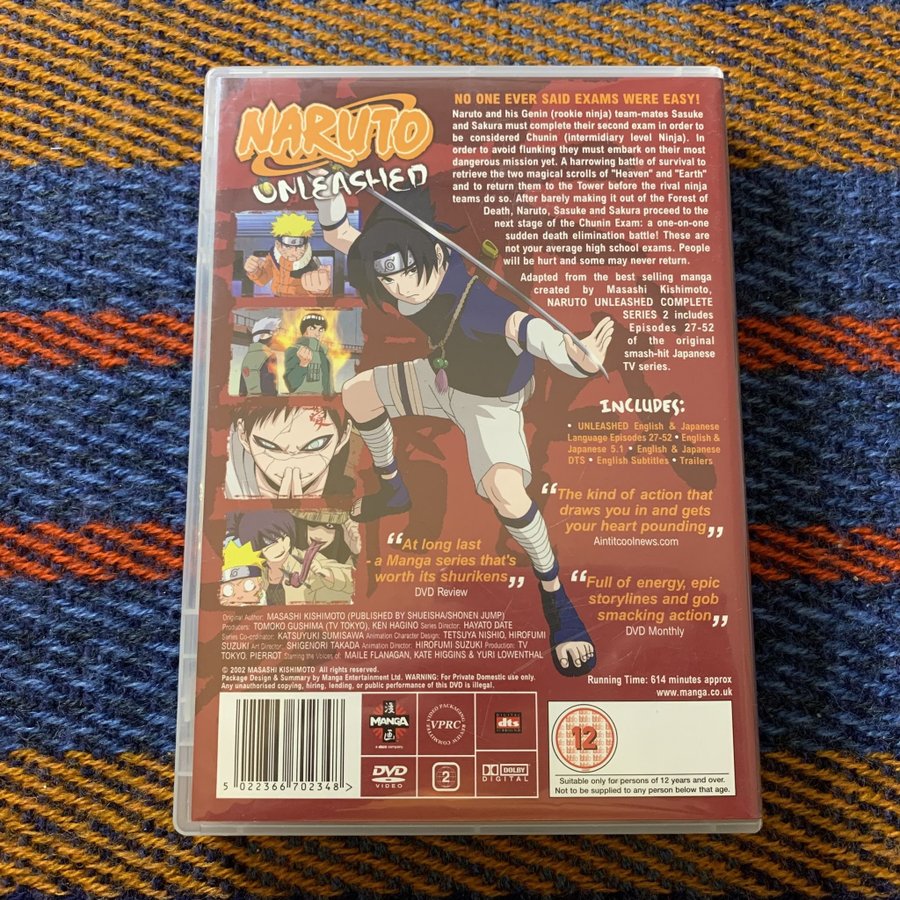 NARUTO
UNLEASHED
NO ONE EVER SAID EXAMS WERE EASY!
Naruto and his Genin (rookie ninja) team-mates Sasuke
and Sakura must complete their second exam in order to
be considered Chunin (intermidiary level Ninja). In
order to avoid flunking they must embark on their most
dangerous mission yet. A harrowing battle of survival to
retrieve the two magical scrolls of "Heaven" and "Earth"
and to return them to the Tower before the rival ninja
teams do so. After barely making it out of the Forest of
Death, Naruto, Sasuke and Sakura proceed to the
next stage of the Chunin Exam: a one-on-one
sudden death elimination battle! These are
not your average high school exams. People
will be hurt and some may never return.
Adapted from the best selling manga
created by Masashi Kishimoto,
NARUTO UNLEASHED COMPLETE
SERIES 2 includes
Episodes 27-52
of the original
smash-hit Japanese
TV series.
INCLUDES:
• UNLEASHED English & Japanese
Language Episodes 27-52 • English &
Japanese 5.1 • English & Japanese
DTS • English Subtitles • Trailers
“The kind of action that
draws you in and gets
your heart pounding”
Aintitcoolnews.com
“At long last
- a Manga series that's
worth its shurikens”
DVD Review
“Full of energy, epic
storylines and gob
smacking action”
DVD Monthly
Original Author: MASASHI KISHIMOTO (PUBLISHED BY SHUEISHA/SHONEN JUMP)
Producers: TOMOKO GUSHIMA (TV TOKYO), KEN HAGINO Series Director: HAYATO DATE
Series Co-ordinator: KATSUYUKI SUMISAWA Animation Character Design: TETSUYA NISHIO, HIROFUMI
SUZUKI Art Director: SHIGENORI TAKADA Animation Director: HIROFUMI SUZUKI Production: TV
TOKYO, PIERROT Starring the Voices of: MAILE FLANAGAN, KATE HIGGINS & YURI LOWENTHAL
© 2002 MASASHI KISHIMOTO All rights reserved.
Package Design & Summary by Manga Entertainment Ltd. WARNING: For Private Domestic use only.
Any unauthorised copying, hiring, lending, or public performance of this DVD is illegal.
Running Time: 614 minutes approx
www.manga.co.uk
5 022366 702348 >
漫
MANGA
画
VIDEO PACKAGING
VPRC
REVIEW COMMITTEE
DIGITAL
dts
SURROUND
DVD
VIDEO
2
DOLBY
DIGITAL
12
Suitable only for persons of 12 years and over.
Not to be supplied to any person below that age.
愛